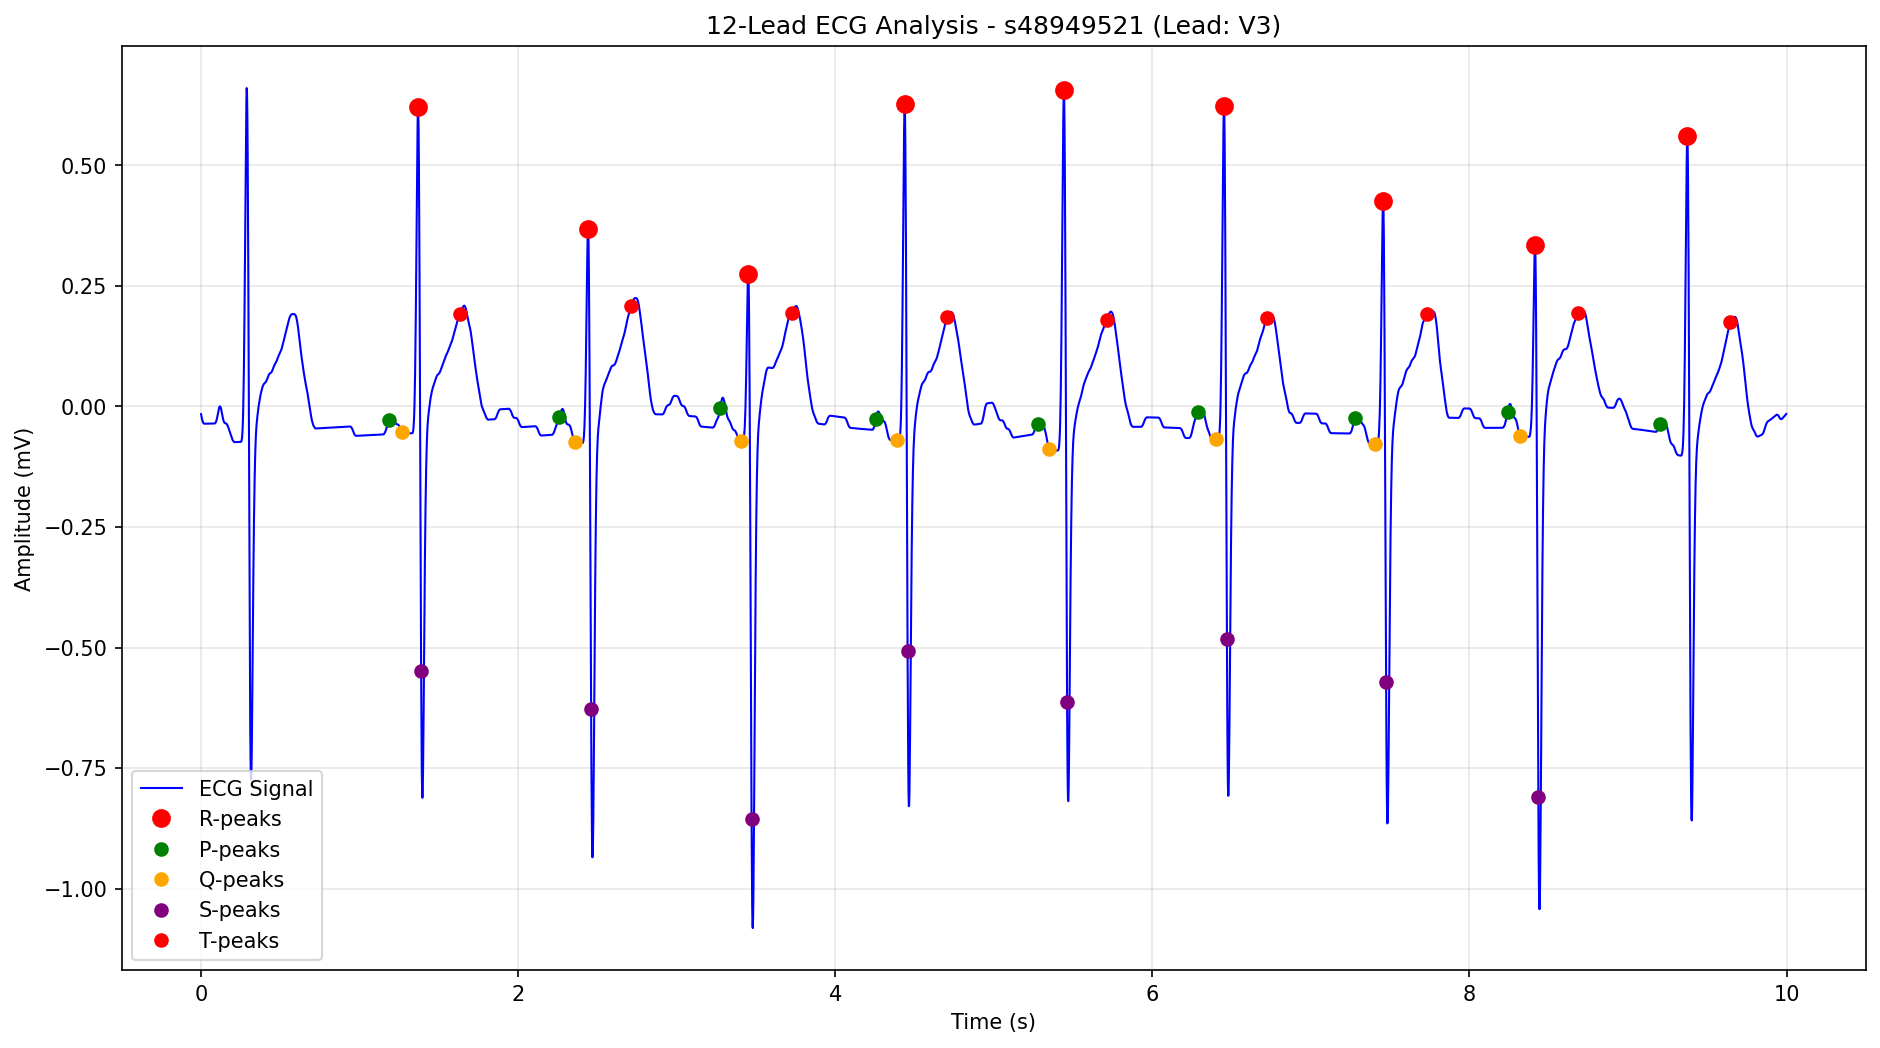 12-Lead ECG Analysis - s48949521 (Lead: V3)
0.50
0.25
0.00
−0.25
−0.50
−0.75
−1.00
Amplitude (mV)
ECG Signal
R-peaks
P-peaks
Q-peaks
S-peaks
T-peaks
0 2 4 6 8 10
Time (s)